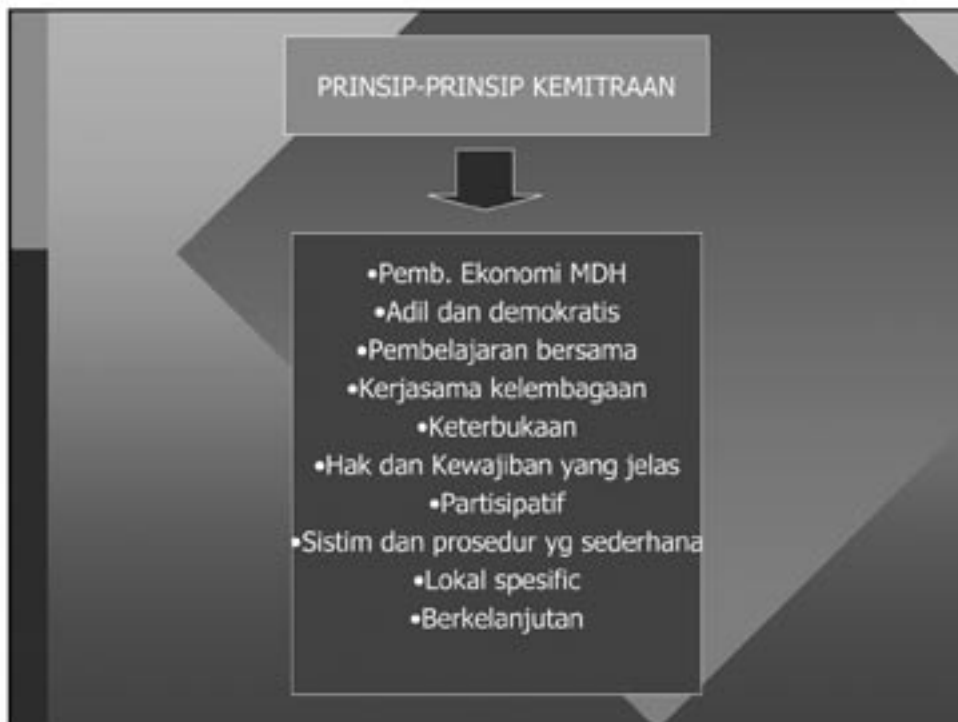 PRINSIP-PRINSIP KEMITRAAN
•Pemb. Ekonomi MDH
•Adil dan demokratis
•Pembelajaran bersama
•Kerjasama kelembagaan
•Keterbukaan
•Hak dan Kewajiban yang jelas
•Partisipatif
•Sistim dan prosedur yg sederhana
•Lokal spesific
•Berkelanjutan